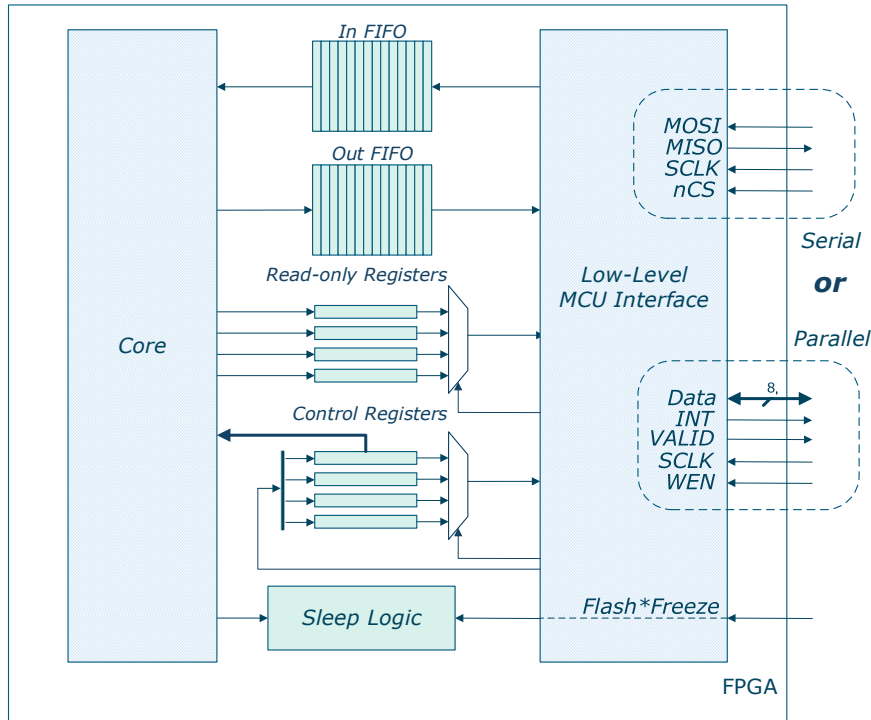 In FIFO
Out FIFO
Read-only Registers
Control Registers
Core
Low-Level
MCU Interface
MOSI
MISO
SCLK
nCS
Serial
or
Parallel
Data
8,
INT
VALID
SCLK
WEN
Sleep Logic
Flash*Freeze
FPGA